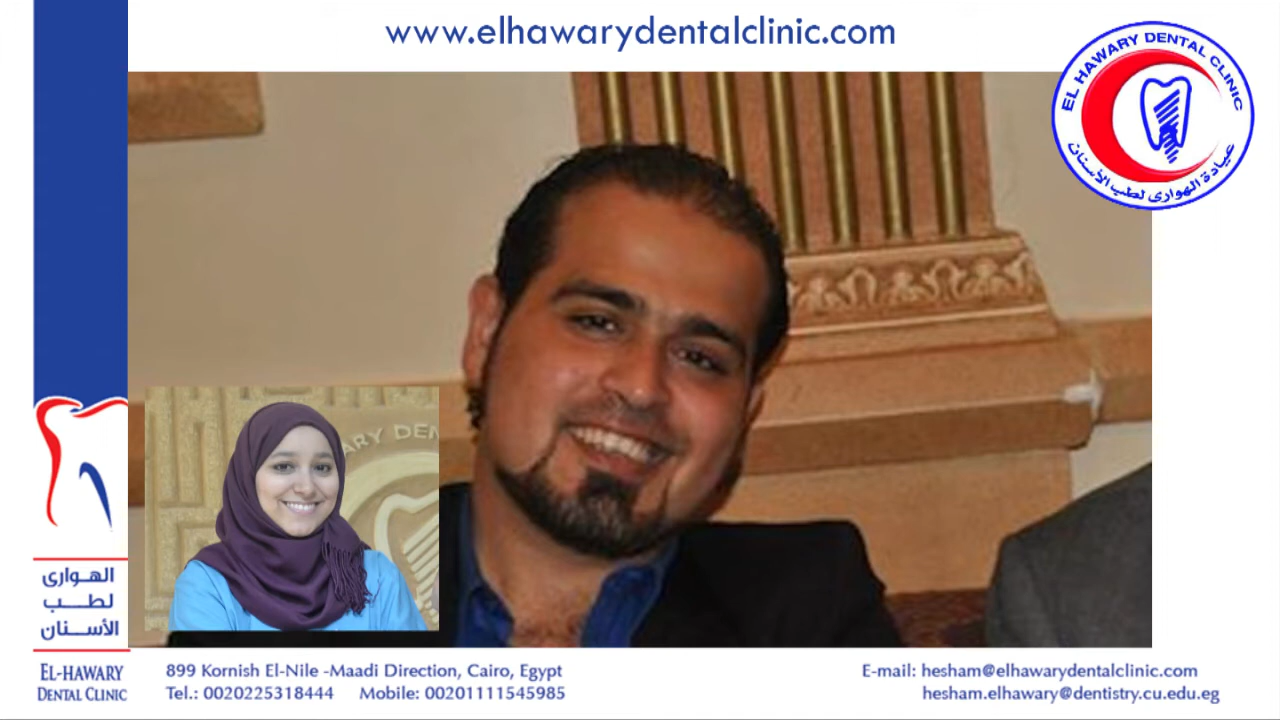 www.elhawarydentalclinic.com
EL HAWARY DENTAL CLINIC
عيادة الهوارى لطب الأسنان
ARY DEN
الهوارى
لطب
الأسنان
EL-HAWARY
DENTAL CLINIC
899 Kornish El-Nile -Maadi Direction, Cairo, Egypt
Tel.: 0020225318444 Mobile: 00201111545985
E-mail: hesham@elhawarydentalclinic.com
hesham.elhawary@dentistry.cu.edu.eg